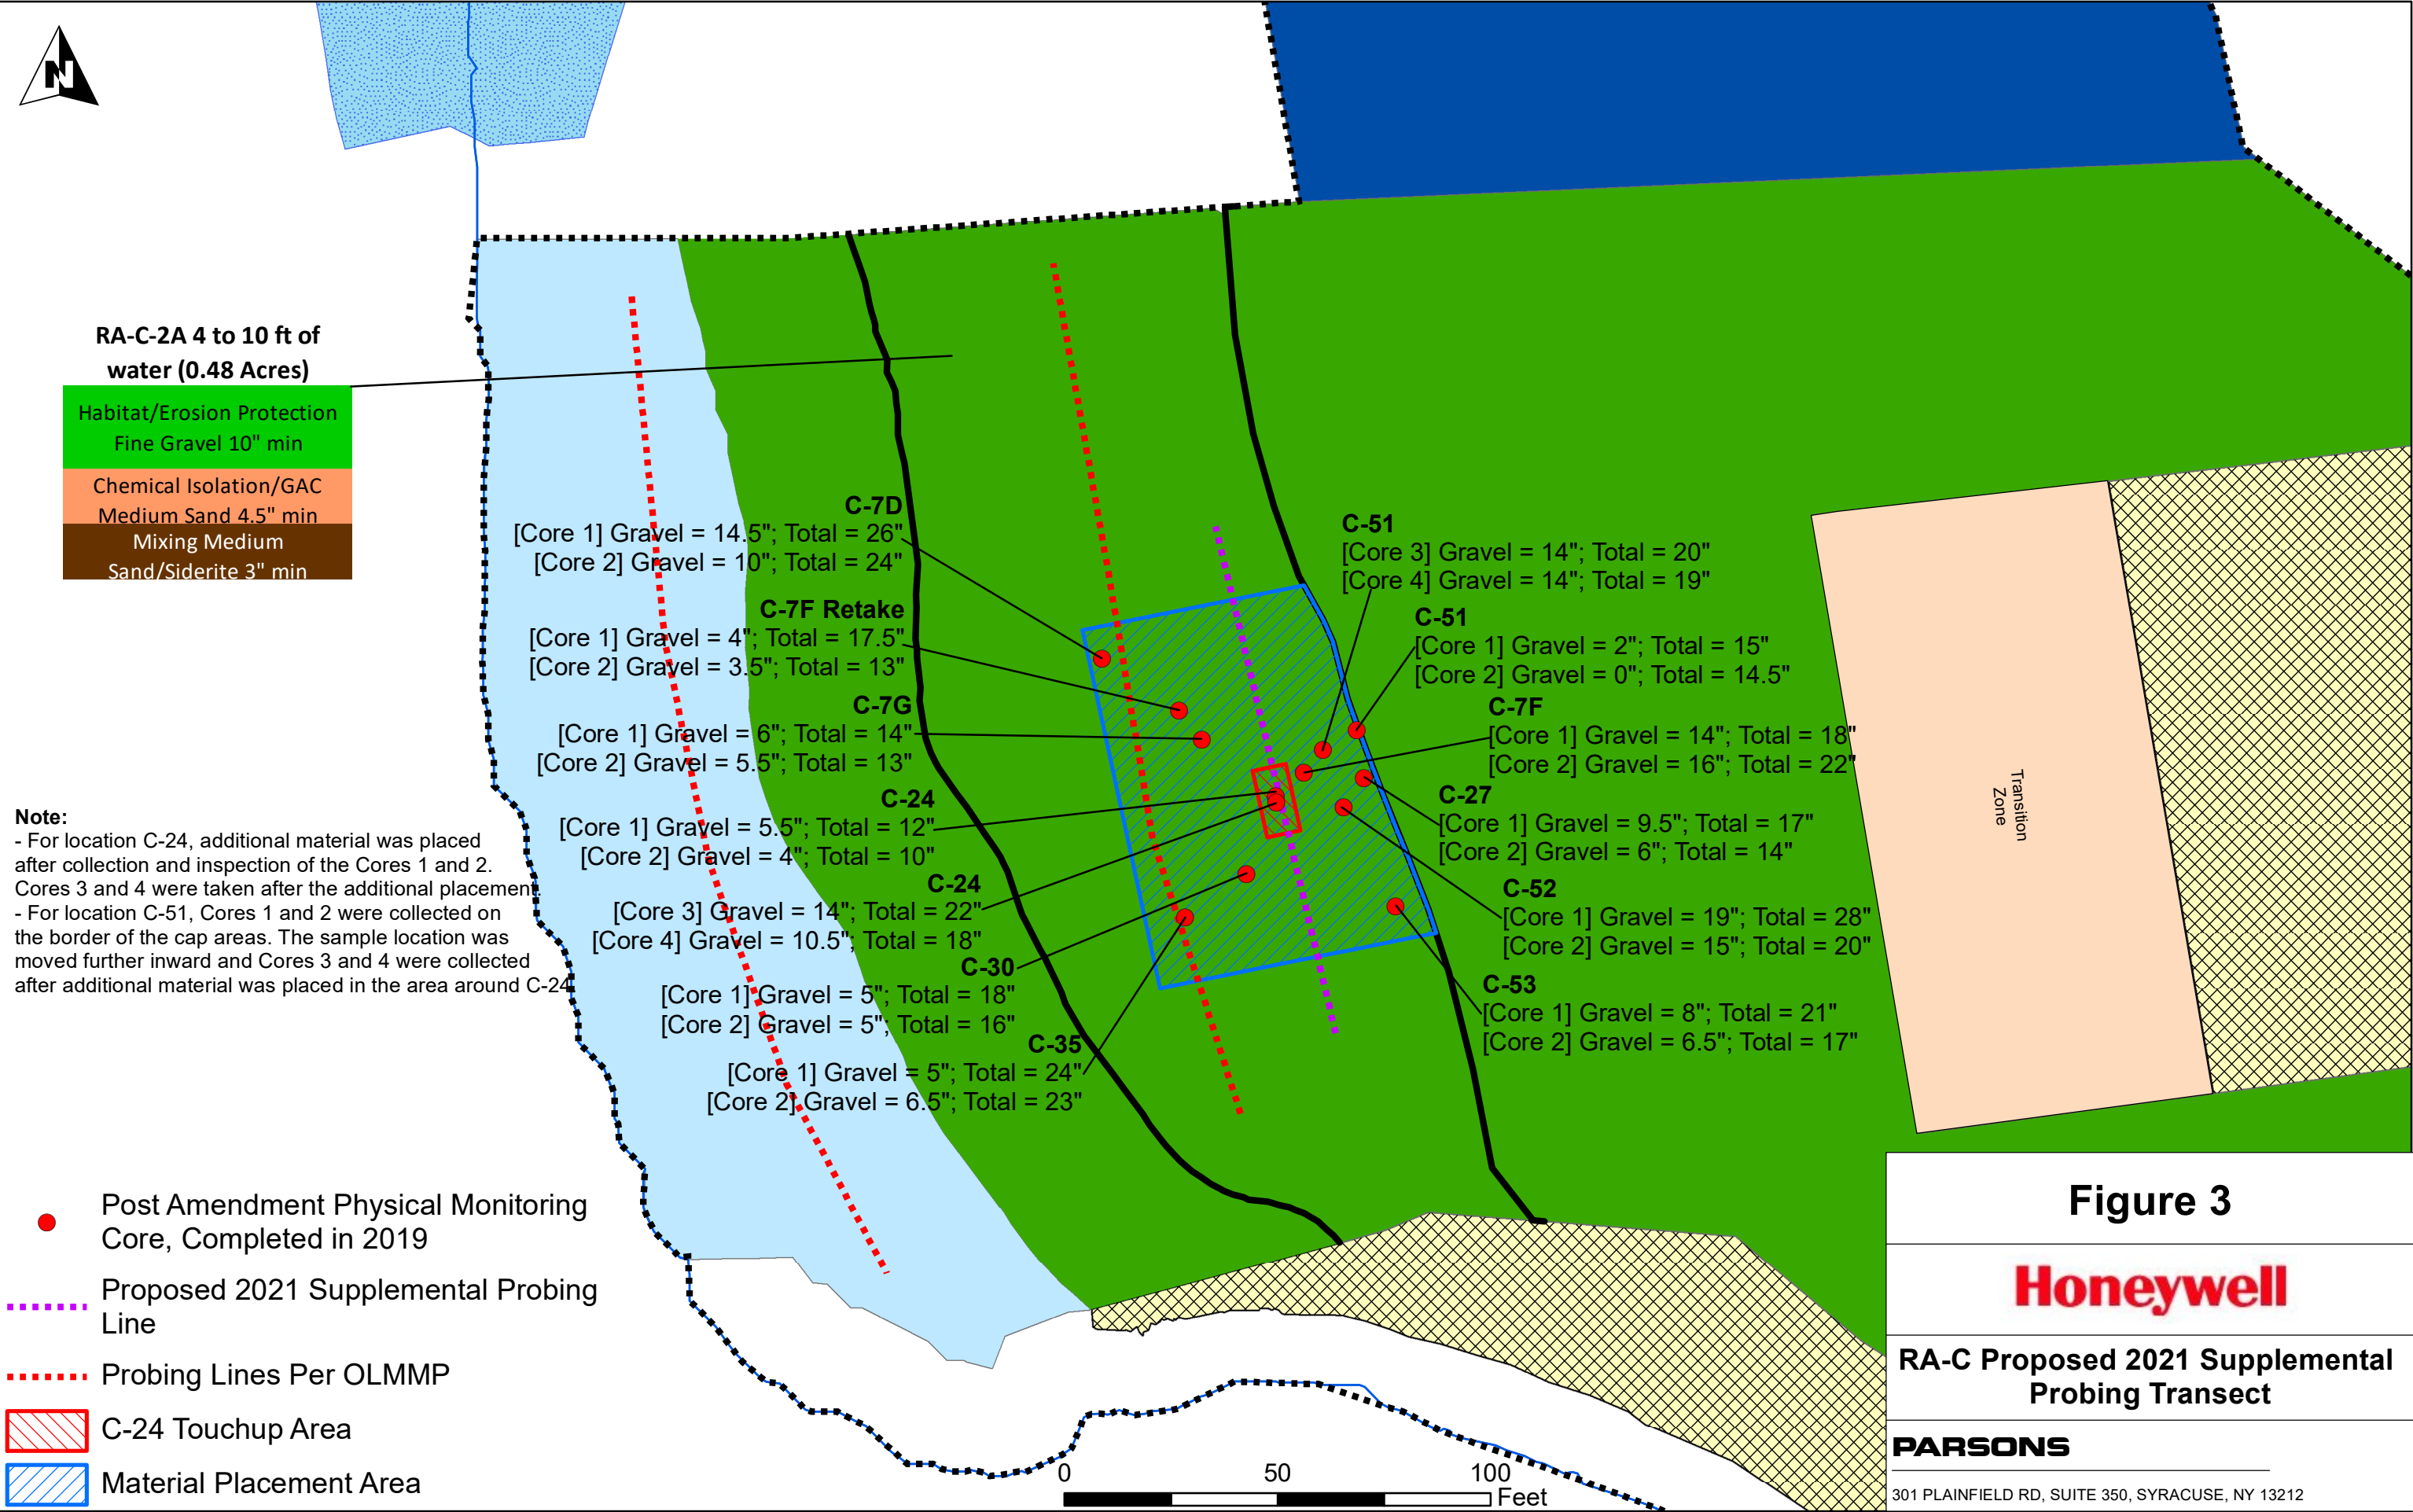 N
RA-C-2A 4 to 10 ft of
water (0.48 Acres)
Habitat/Erosion Protection
Fine Gravel 10" min
Chemical Isolation/GAC
Medium Sand 4.5" min
Mixing Medium
Sand/Siderite 3" min
C-7D
[Core 1] Gravel = 14.5"; Total = 26"
[Core 2] Gravel = 10"; Total = 24"
C-7F Retake
[Core 1] Gravel = 4"; Total = 17.5"
[Core 2] Gravel = 3.5"; Total = 13"
C-7G
[Core 1] Gravel = 6"; Total = 14"
[Core 2] Gravel = 5.5"; Total = 13"
C-24
[Core 1] Gravel = 5.5"; Total = 12"
[Core 2] Gravel = 4"; Total = 10"
C-24
[Core 3] Gravel = 14"; Total = 22"
[Core 4] Gravel = 10.5"; Total = 18"
C-30
[Core 1] Gravel = 5"; Total = 18"
[Core 2] Gravel = 5"; Total = 16"
C-35
[Core 1] Gravel = 5"; Total = 24"
[Core 2] Gravel = 6.5"; Total = 23"
C-51
[Core 3] Gravel = 14"; Total = 20"
[Core 4] Gravel = 14"; Total = 19"
C-51
[Core 1] Gravel = 2"; Total = 15"
[Core 2] Gravel = 0"; Total = 14.5"
C-7F
[Core 1] Gravel = 14"; Total = 18"
[Core 2] Gravel = 16"; Total = 22"
C-27
[Core 1] Gravel = 9.5"; Total = 17"
[Core 2] Gravel = 6"; Total = 14"
C-52
[Core 1] Gravel = 19"; Total = 28"
[Core 2] Gravel = 15"; Total = 20"
C-53
[Core 1] Gravel = 8"; Total = 21"
[Core 2] Gravel = 6.5"; Total = 17"
Transition
Zone
Note:
- For location C-24, additional material was placed
after collection and inspection of the Cores 1 and 2.
Cores 3 and 4 were taken after the additional placement.
- For location C-51, Cores 1 and 2 were collected on
the border of the cap areas. The sample location was
moved further inward and Cores 3 and 4 were collected
after additional material was placed in the area around C-24
Post Amendment Physical Monitoring
Core, Completed in 2019
Proposed 2021 Supplemental Probing
Line
Probing Lines Per OLMMP
C-24 Touchup Area
Material Placement Area
0 50 100
Feet
Figure 3
Honeywell
RA-C Proposed 2021 Supplemental
Probing Transect
PARSONS
301 PLAINFIELD RD, SUITE 350, SYRACUSE, NY 13212